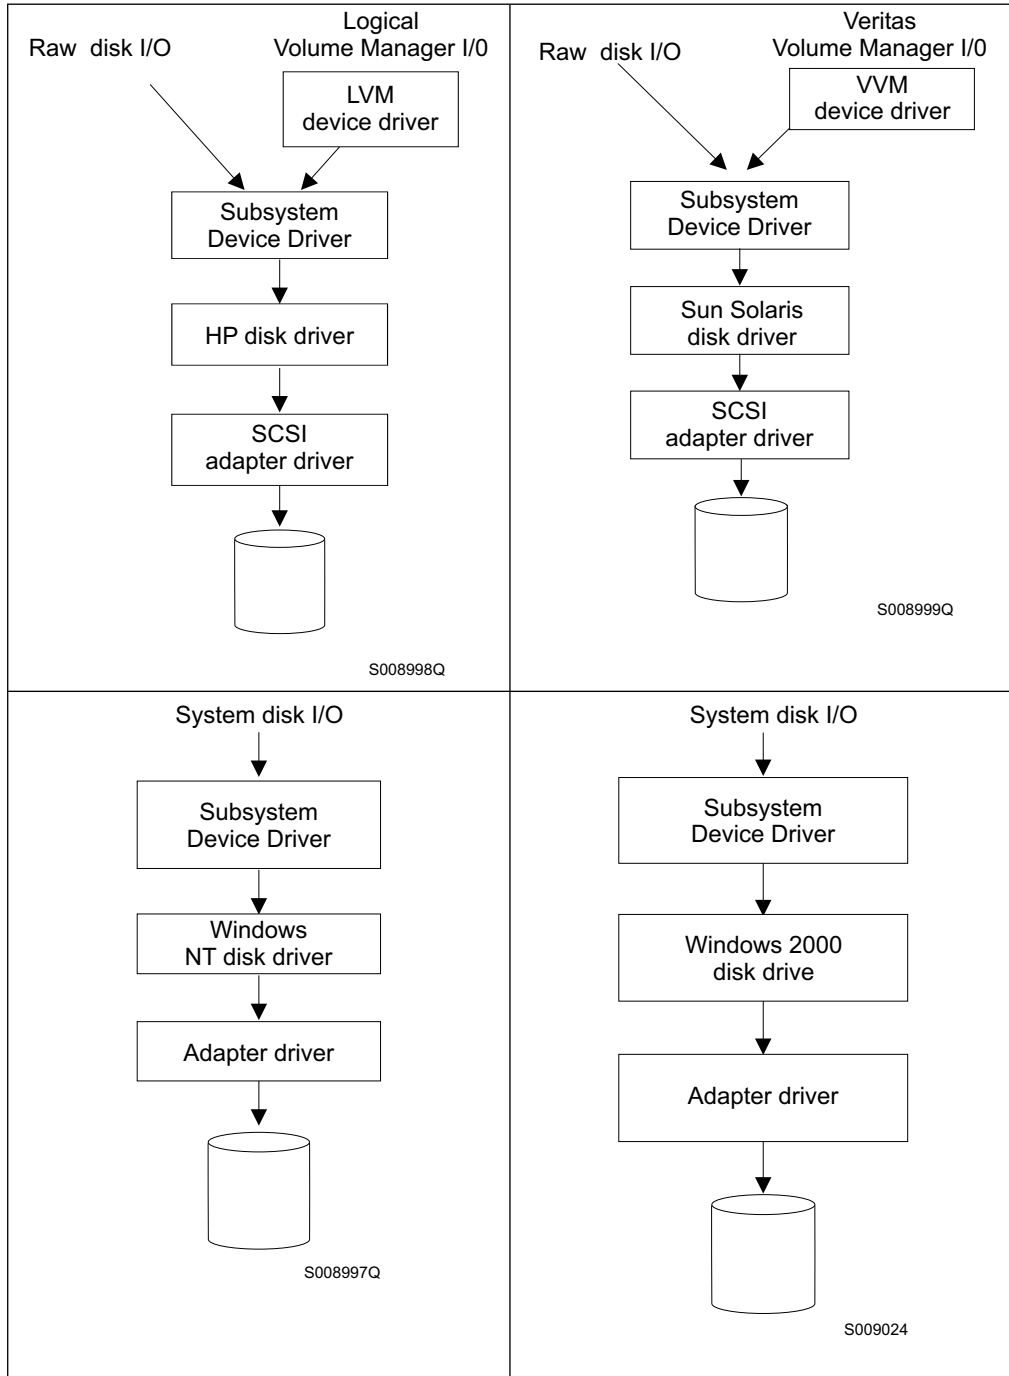 Logical
Raw disk I/O
Volume Manager I/0
LVM
device driver
Subsystem
Device Driver
HP disk driver
SCSI
adapter driver
S008998Q
Veritas
Raw disk I/O
Volume Manager I/0
VVM
device driver
Subsystem
Device Driver
Sun Solaris
disk driver
SCSI
adapter driver
S008999Q
System disk I/O
Subsystem
Device Driver
Windows
NT disk driver
Adapter driver
S008997Q
System disk I/O
Subsystem
Device Driver
Windows 2000
disk drive
Adapter driver
S009024